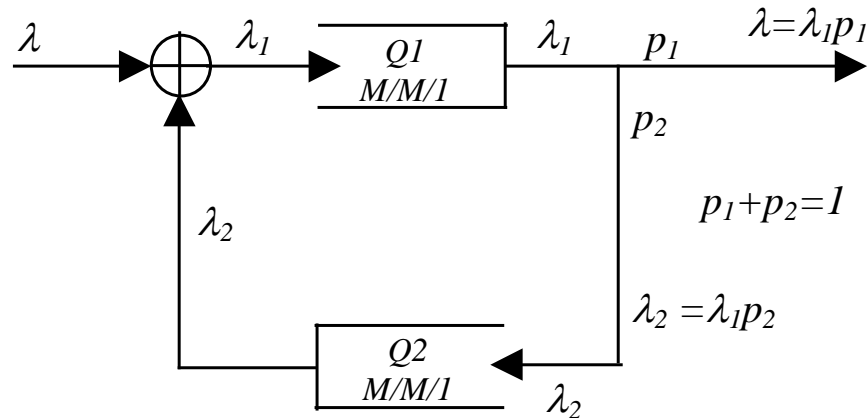 λ
λ₁
Q1
M/M/1
λ₁
p₁
λ=λ₁p₁
p₂
p₁+p₂=1
λ₂
λ₂ =λ₁p₂
Q2
M/M/1
λ₂